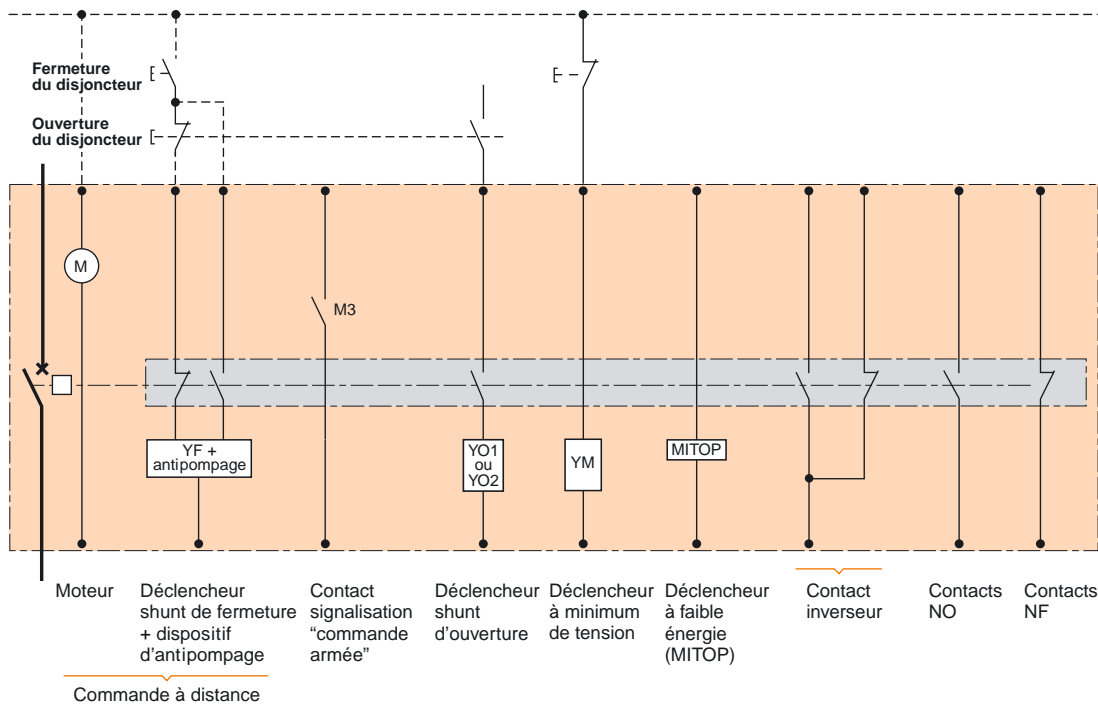 Fermeture
du disjoncteur
Ouverture
du disjoncteur
M
M3
YF +
antipompage
YO1
ou
YO2
YM
MITOP
Moteur
Déclencheur
shunt de fermeture
+ dispositif
d’antipompage
Contact
signalisation
“commande
armée”
Déclencheur
shunt
d’ouverture
Déclencheur
à minimum
de tension
Déclencheur
à faible
énergie
(MITOP)
Contact
inverseur
Contacts
NO
Contacts
NF
Commande à distance